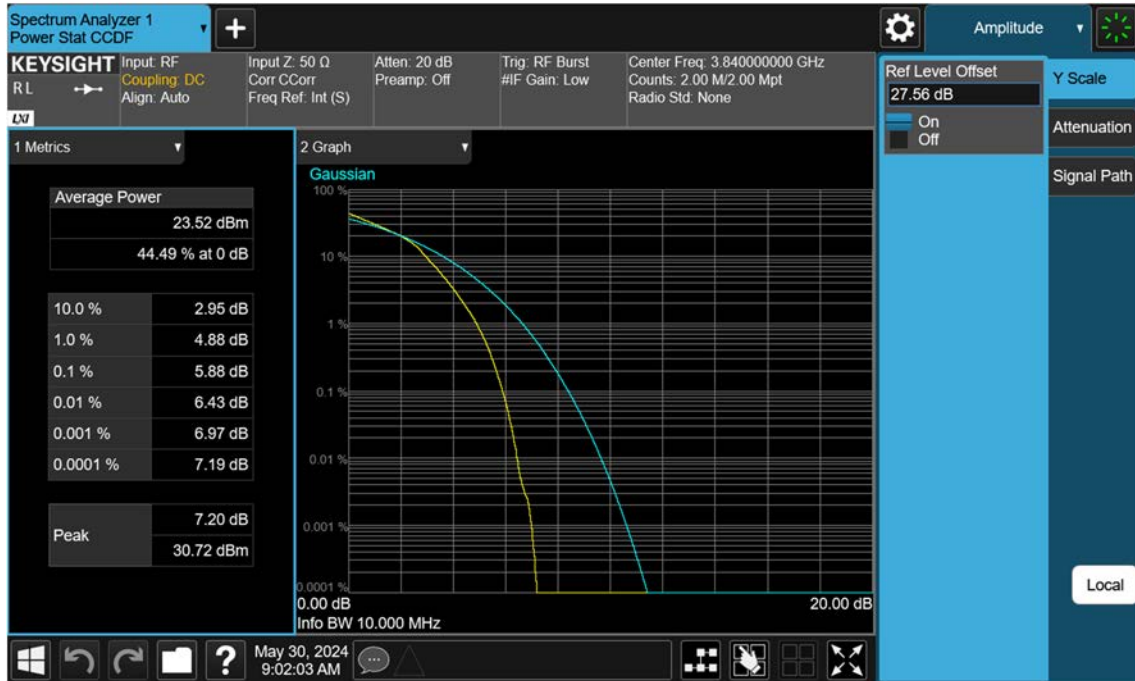 Spectrum Analyzer 1
Power Stat CCDF
+
Amplitude
KEYSIGHT
R L
LXI
Input: RF
Coupling: DC
Align: Auto
Input Z: 50 Ω
Corr CCorr
Freq Ref: Int (S)
Atten: 20 dB
Preamp: Off
Trig: RF Burst
#IF Gain: Low
Center Freq: 3.840000000 GHz
Counts: 2.00 M/2.00 Mpt
Radio Std: None
Ref Level Offset
27.56 dB
On
Off
Y Scale
Attenuation
Signal Path
1 Metrics
Average Power
23.52 dBm
44.49 % at 0 dB
10.0 % 2.95 dB
1.0 % 4.88 dB
0.1 % 5.88 dB
0.01 % 6.43 dB
0.001 % 6.97 dB
0.0001 % 7.19 dB
Peak
7.20 dB
30.72 dBm
2 Graph
Gaussian
100 %
10 %
1 %
0.1 %
0.01 %
0.001 %
0.0001 %
0.00 dB 20.00 dB
Info BW 10.000 MHz
Local
?
May 30, 2024
9:02:03 AM